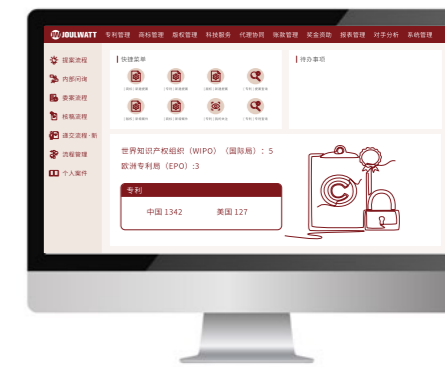 JOULWATT 专利管理 商标管理 版权管理 科技服务 代理协同 账款管理 奖金资助 报表管理 对手分析 系统管理
提案流程
内部问询
委案流程
核稿流程
递交流程-新
流程管理
个人案件
快捷菜单
待办事项
世界知识产权组织（WIPO）（国际局）：5
欧洲专利局（EPO）:3
专利
中国 1342 美国 127